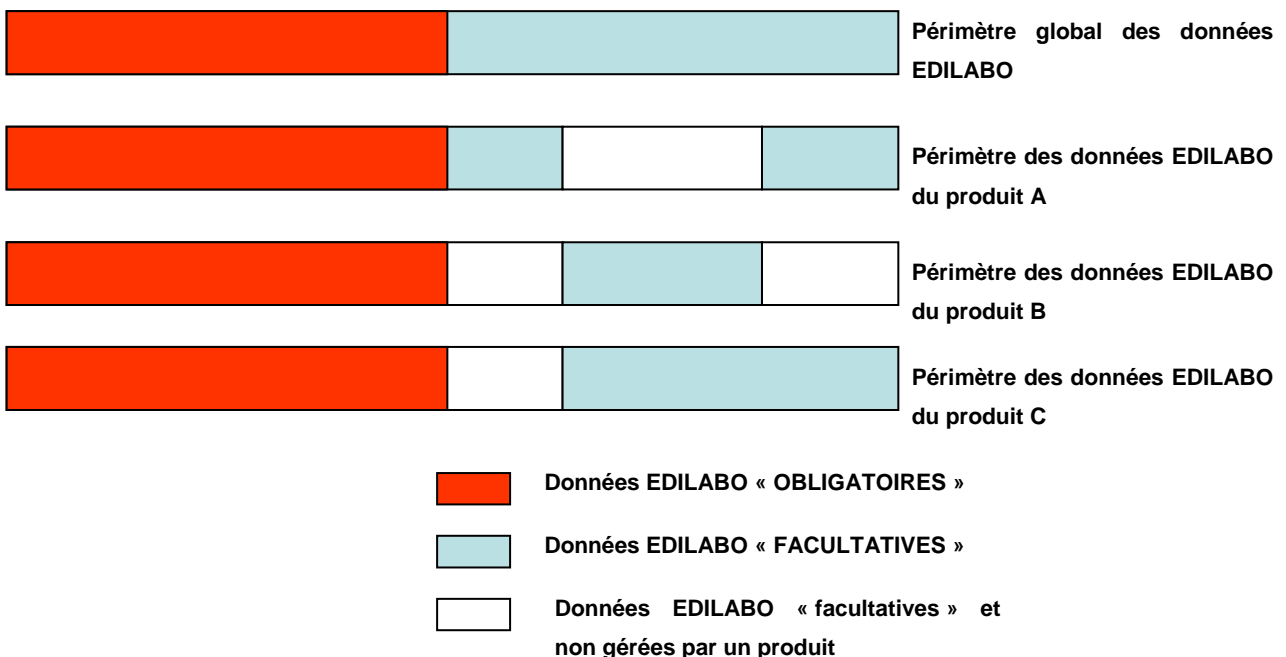 Périmètre global des données
EDILABO
Périmètre des données EDILABO
du produit A
Périmètre des données EDILABO
du produit B
Périmètre des données EDILABO
du produit C
Données EDILABO « OBLIGATOIRES »
Données EDILABO « FACULTATIVES »
Données EDILABO « facultatives » et
non gérées par un produit